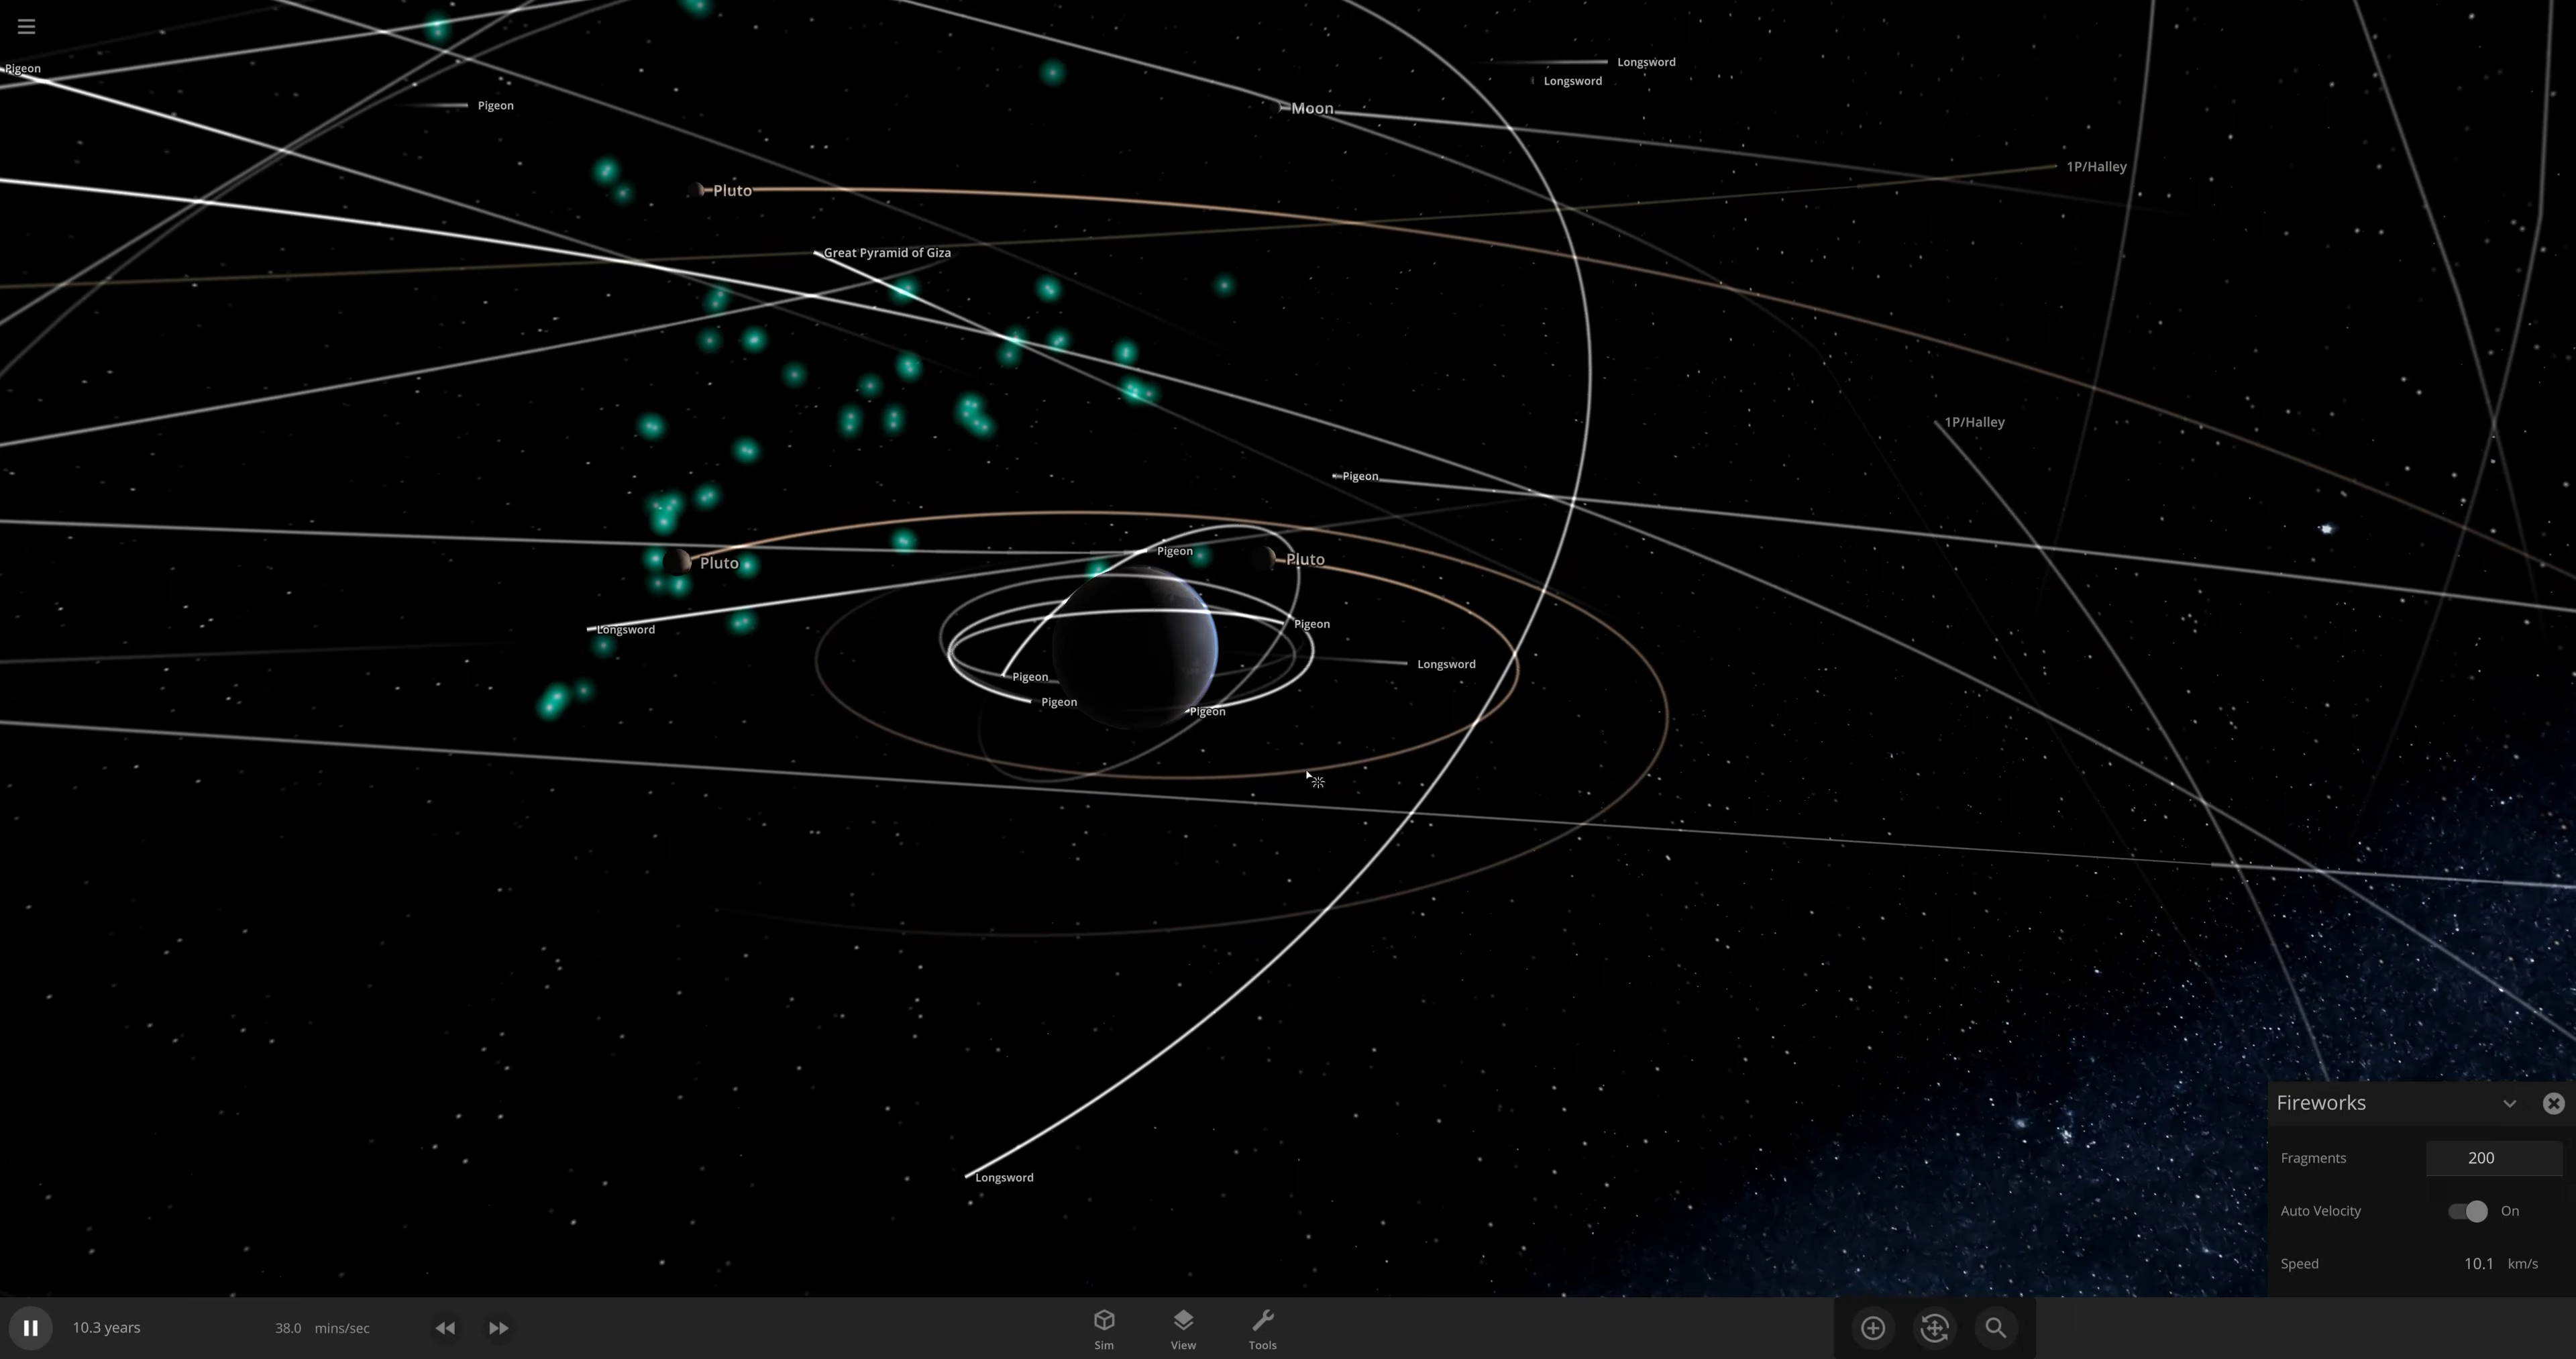 Longsword
Pigeon
Longsword
Pigeon
Moon
1P/Halley
Pluto
Great Pyramid of Giza
1P/Halley
Pigeon
Pigeon
Pluto
Pluto
Pigeon
Longsword
Longsword
Pigeon
Pigeon
Pigeon
Longsword
Fireworks
Fragments 200
Auto Velocity On
Speed 10.1 km/s
10.3 years 38.0 mins/sec
Sim View Tools